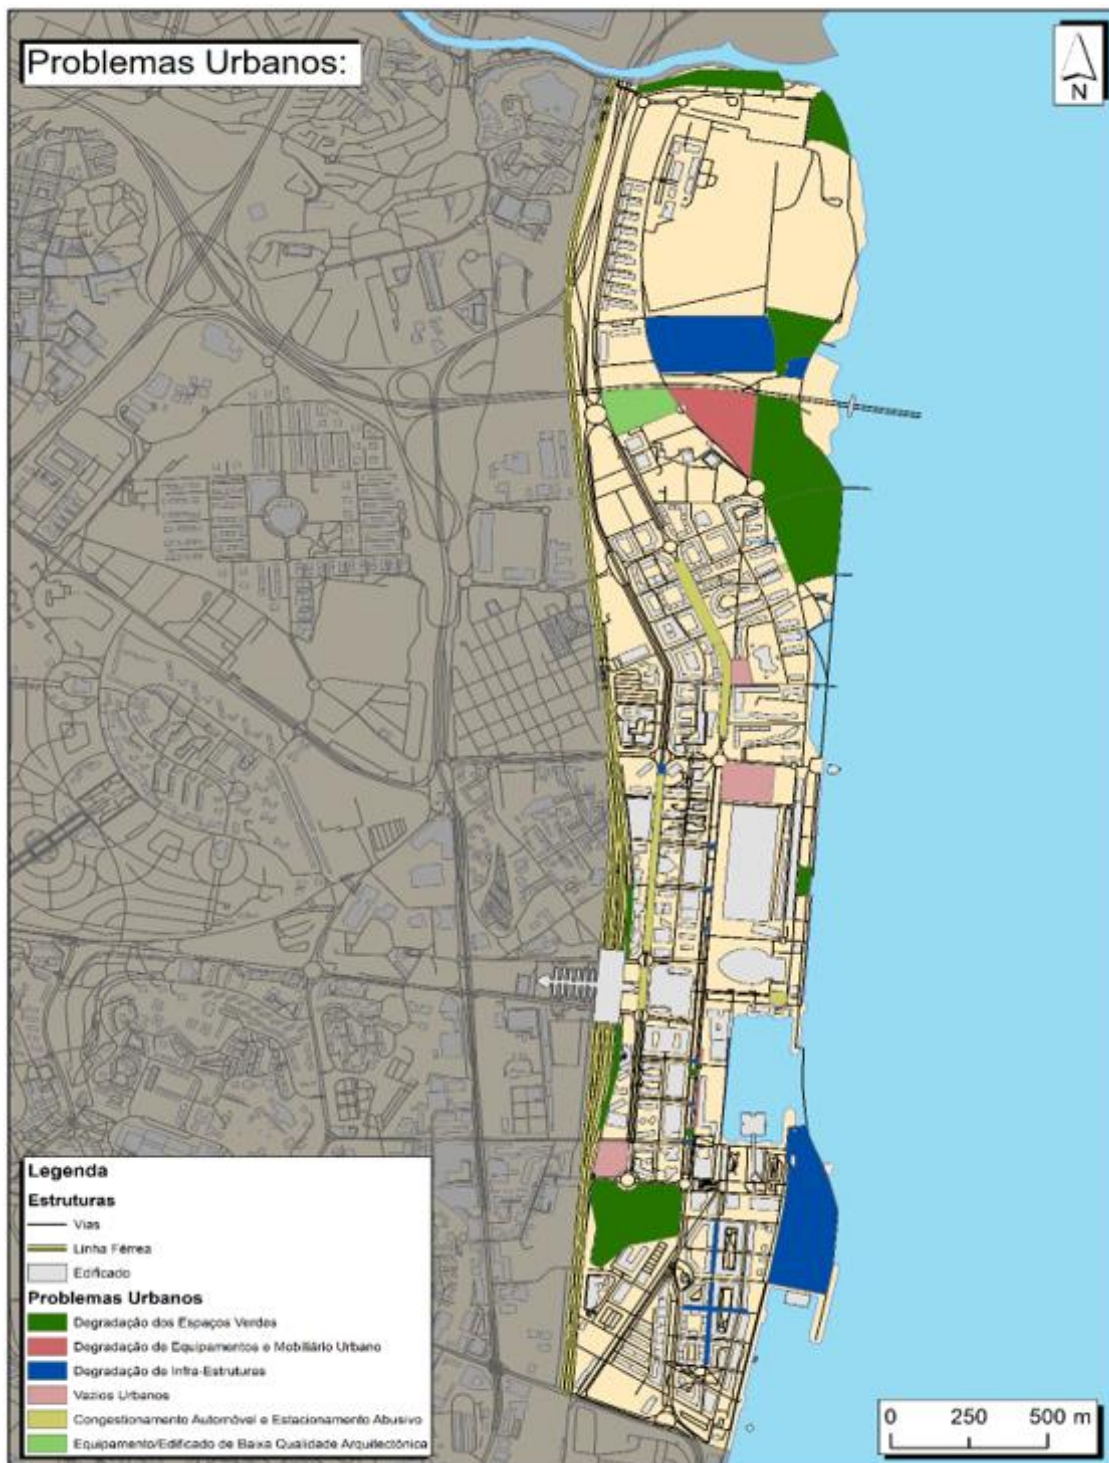 Problemas Urbanos:
N
Legenda
Estruturas
Vias
Linha Férrea
Edificado
Problemas Urbanos
Degradação dos Espaços Verdes
Degradação de Equipamentos e Mobiliário Urbano
Degradação de Infra-Estruturas
Vazios Urbanos
Congestionamento Automóvel e Estacionamento Abusivo
Equipamento/Edificado de Baixa Qualidade Arquitectónica
0 250 500 m